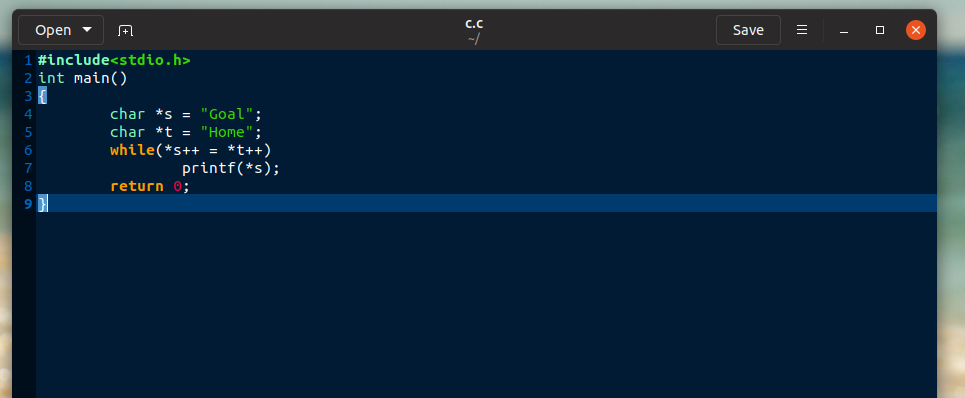 Open
c.c
~/
Save
1 #include<stdio.h>
2 int main()
3 {
4 char *s = "Goal";
5 char *t = "Home";
6 while(*s++ = *t++)
7 printf(*s);
8 return 0;
9 }